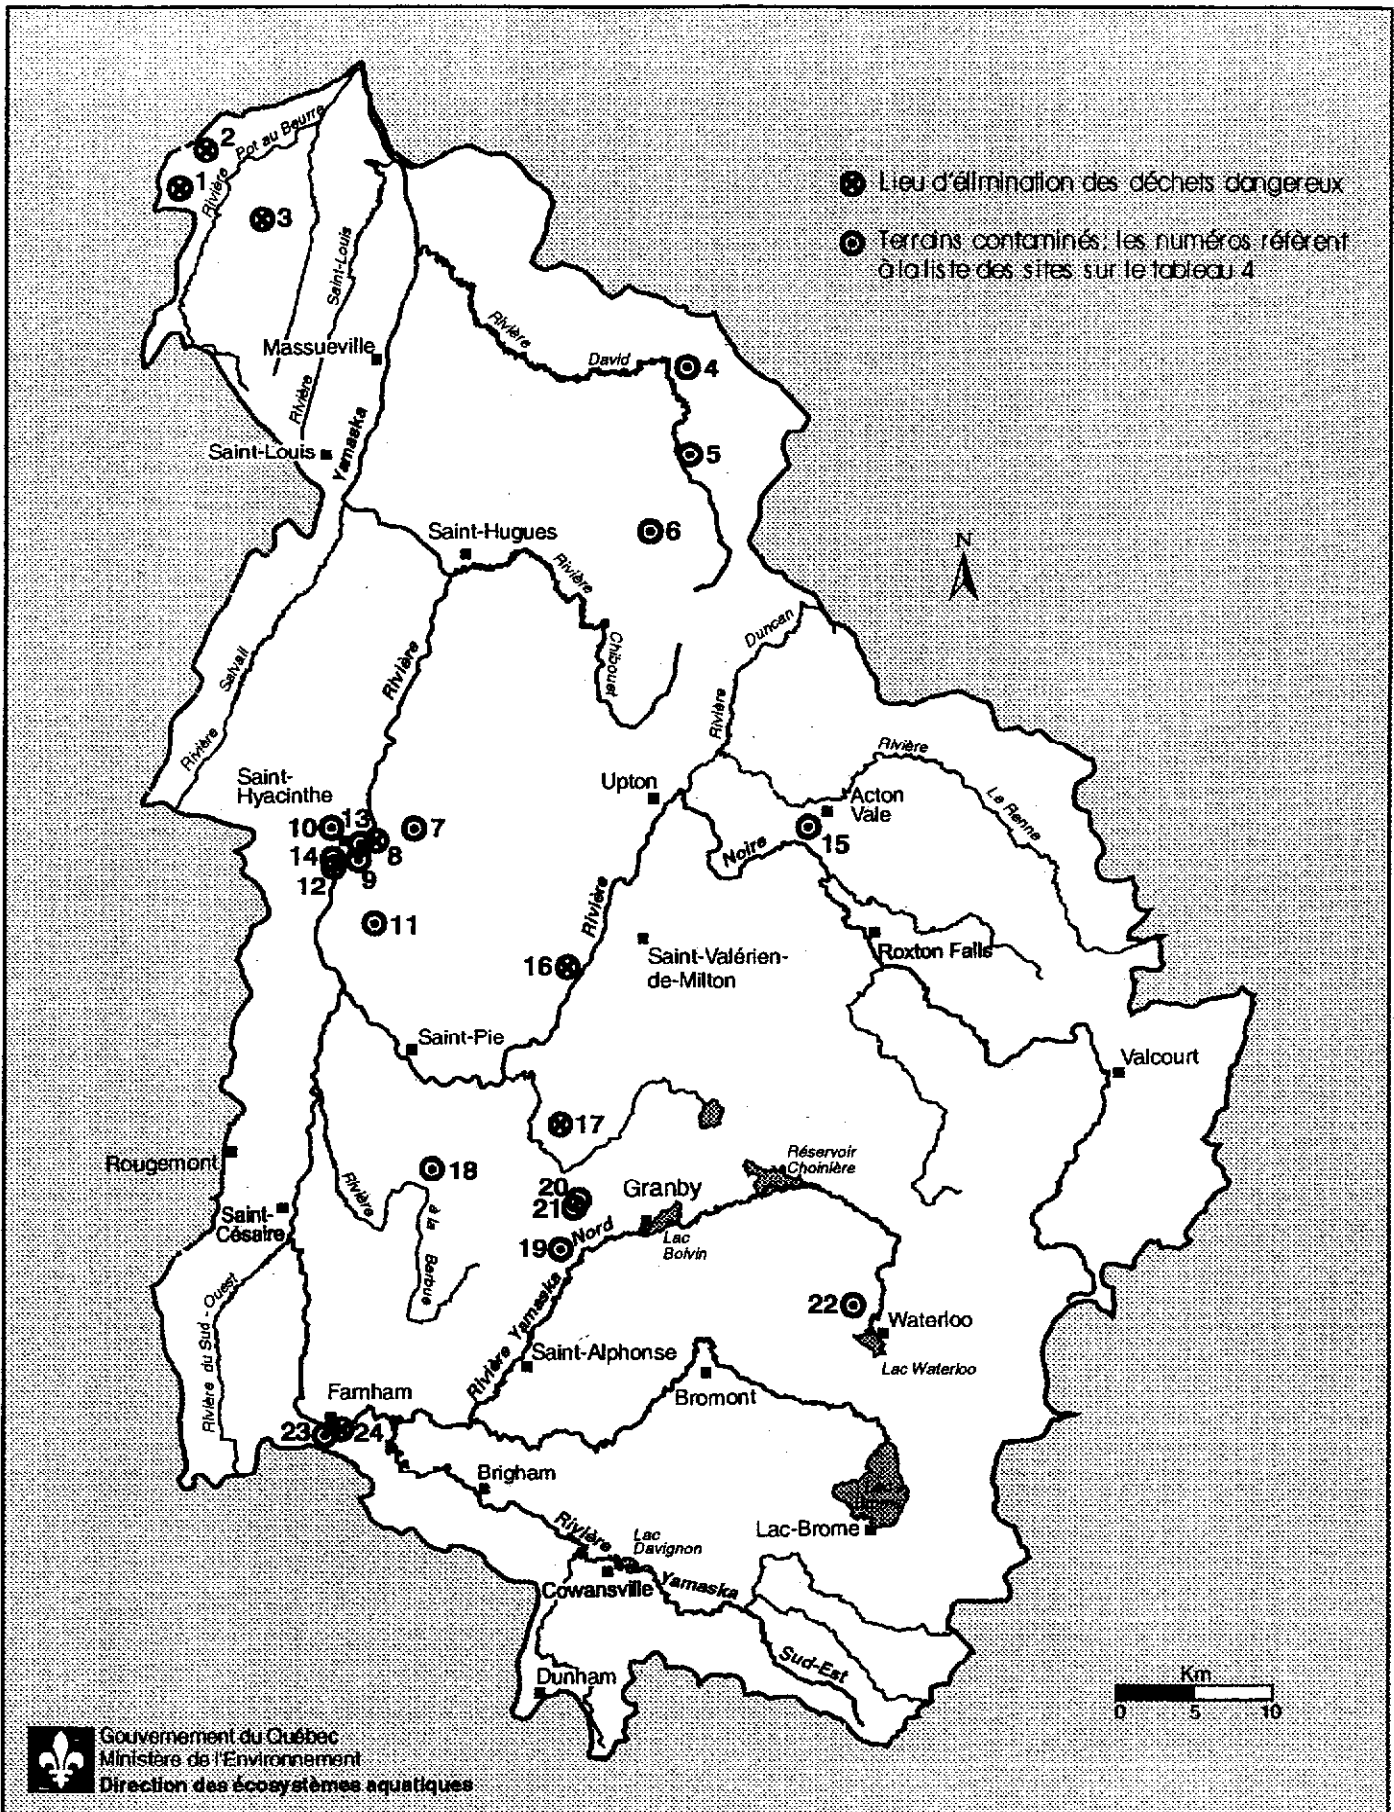 2
Rivière Pot au Beurre
1
3
Lieu d'élimination des déchets dangereux
Terrains contaminés; les numéros réfèrent
à la liste des sites sur le tableau 4
Rivière Saint-Louis
Massueville
Rivière David
4
Saint-Louis
Yamaska
5
Saint-Hugues
6
Rivière Chibouet
N
Rivière Salvail
Rivière
Rivière Duncan
Saint-
Hyacinthe
Upton
Rivière Le Renne
Acton
Vale
10
13
7
15
14
8
12
9
Noire
11
Rivière
16
Saint-Valérien-
de-Milton
Roxton Falls
Saint-Pie
Valcourt
17
Rougemont
18
Réservoir
Choinière
Rivière à la Barbue
20
21
Granby
Saint-
Césaire
19
Nord
Lac
Boivin
Rivière Yamaska
22
Waterloo
Lac Waterloo
Rivière du Sud-Ouest
Saint-Alphonse
Bromont
Farnham
23
24
Brigham
Lac-Brome
Rivière
Lac
Davignon
Cowansville
Yamaska
Sud-Est
Dunham
Km
0 5 10
Gouvernement du Québec
Ministère de l'Environnement
Direction des écosystèmes aquatiques